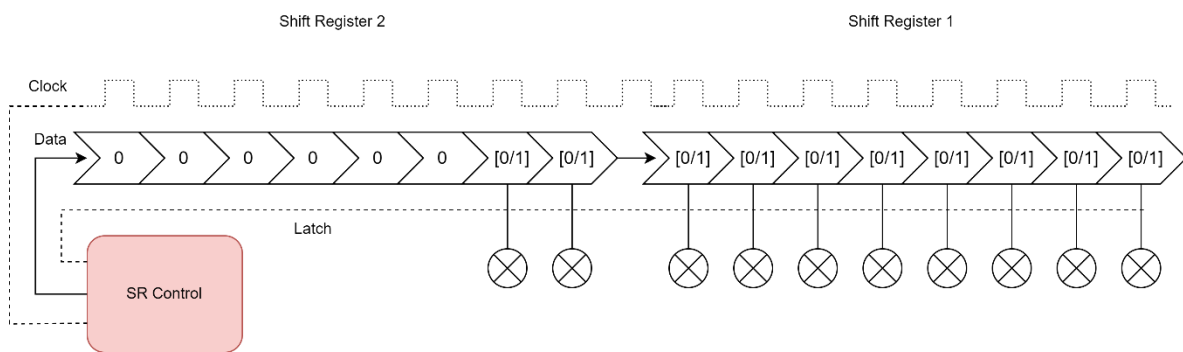 Shift Register 2
Shift Register 1
Clock
Data
0 0 0 0 0 0 [0/1] [0/1] [0/1] [0/1] [0/1] [0/1] [0/1] [0/1] [0/1] [0/1]
Latch
SR Control